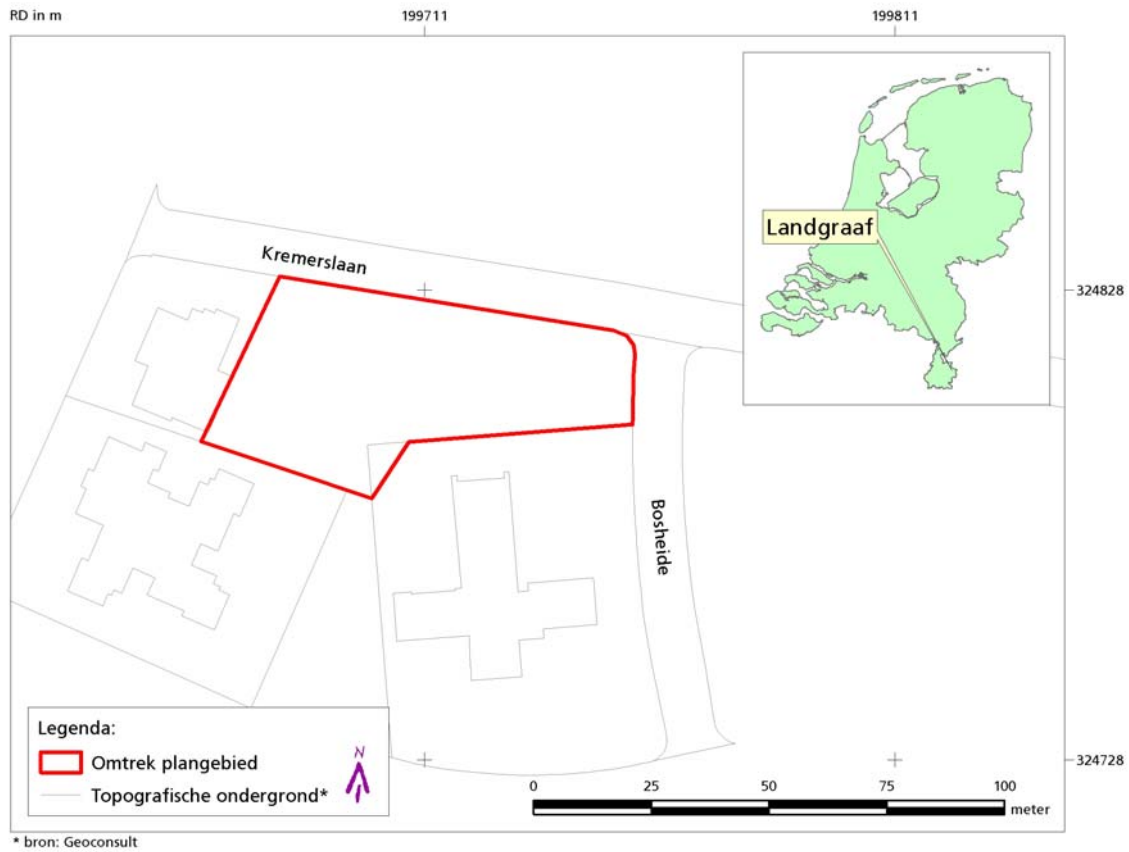 RD in m
199711
199811
Landgraaf
Kremerslaan
324828
Bosheide
Legenda:
N
Omtrek plangebied
Topografische ondergrond*
324728
0 25 50 75 100
meter
* bron: Geoconsult